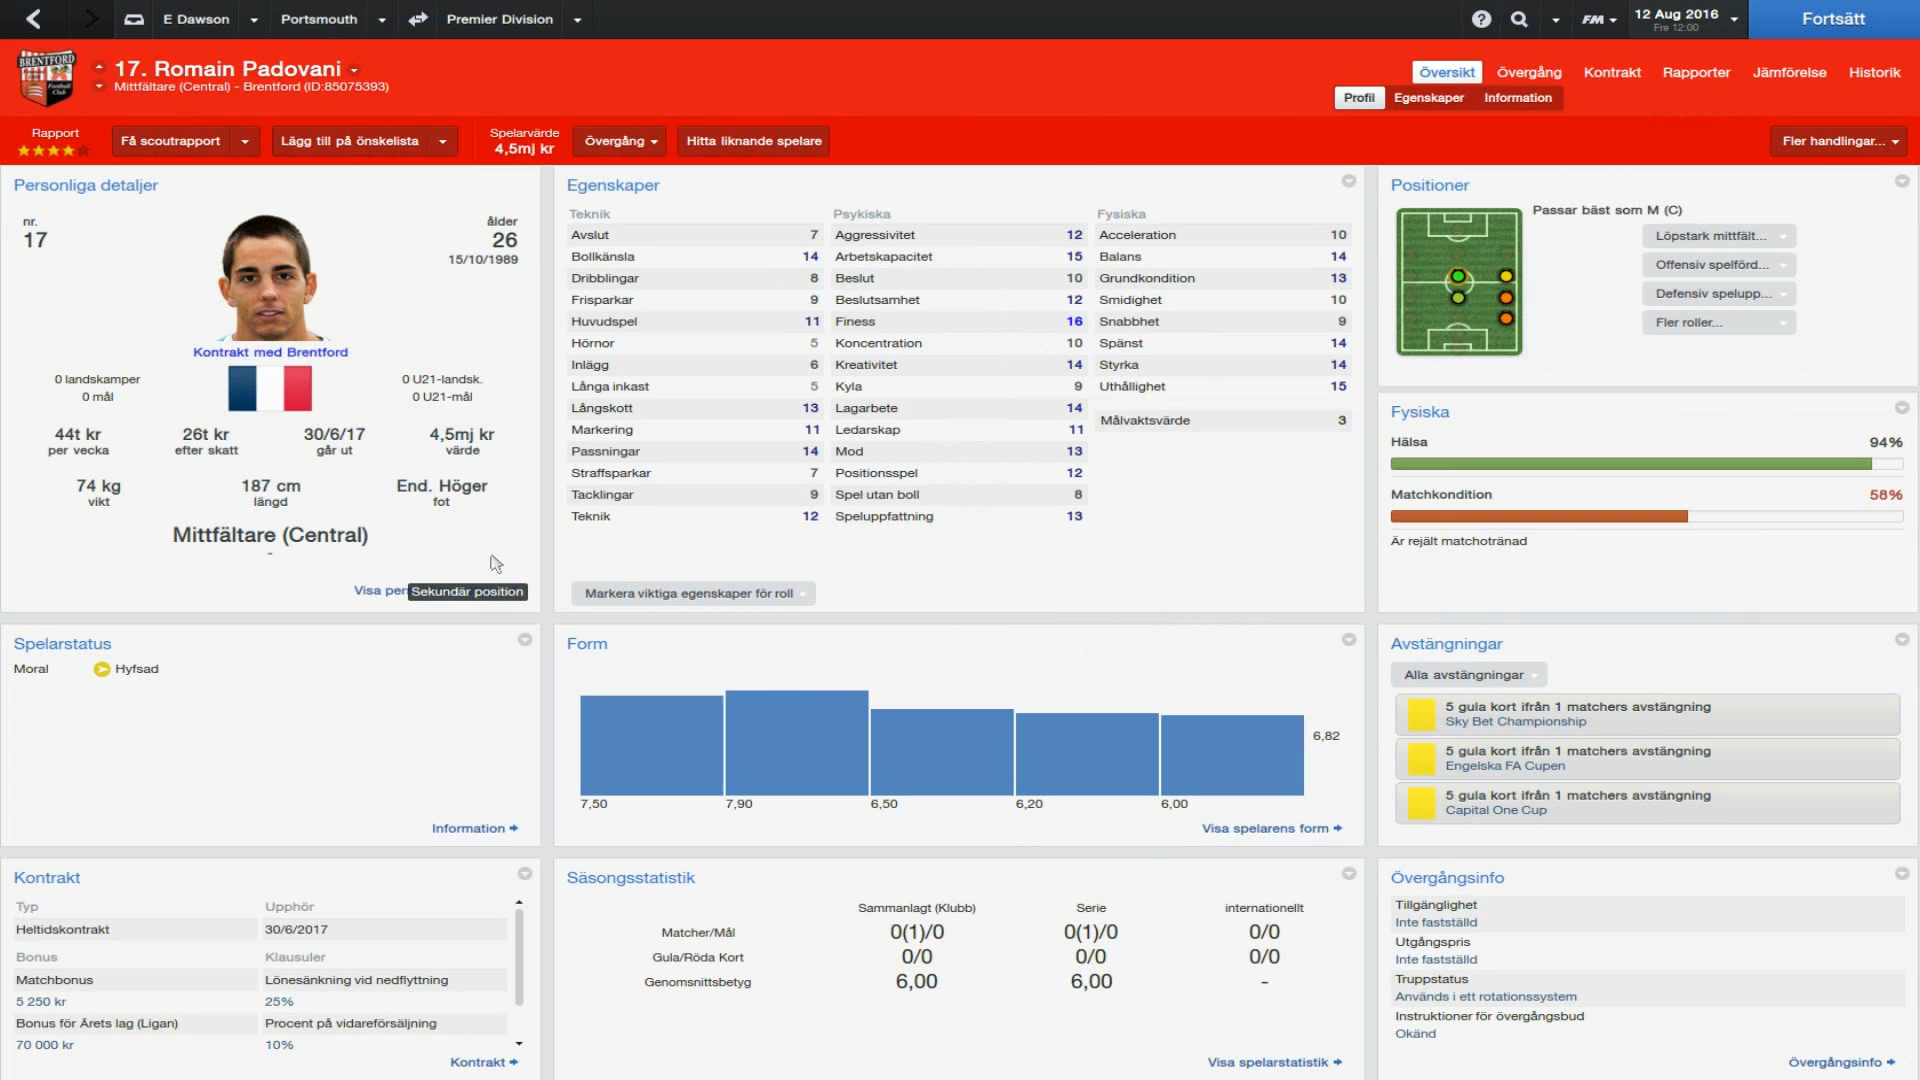 E Dawson
Portsmouth
Premier Division
?
FM
12 Aug 2016
Fre 12:00
Fortsätt
BRENTFORD
Football
Club
17. Romain Padovani
Mittfältare (Central) - Brentford (ID:85075393)
Översikt
Övergång
Kontrakt
Rapporter
Jämförelse
Historik
Profil
Egenskaper
Information
Rapport
Få scoutrapport
Lägg till på önskelista
Spelarvärde
4,5mj kr
Övergång
Hitta liknande spelare
Fler handlingar...
Personliga detaljer
nr.
17
ålder
26
15/10/1989
Kontrakt med Brentford
0 landskamper
0 mål
0 U21-landsk.
0 U21-mål
44t kr
per vecka
26t kr
efter skatt
30/6/17
går ut
4,5mj kr
värde
74 kg
vikt
187 cm
längd
End. Höger
fot
Mittfältare (Central)
-
Visa per
Sekundär position
Egenskaper
Teknik
Avslut 7
Bollkänsla 14
Dribblingar 8
Frisparkar 9
Huvudspel 11
Hörnor 5
Inlägg 6
Långa inkast 5
Långskott 13
Markering 11
Passningar 14
Straffsparkar 7
Tacklingar 9
Teknik 12
Psykiska
Aggressivitet 12
Arbetskapacitet 15
Beslut 10
Beslutsamhet 12
Finess 16
Koncentration 10
Kreativitet 14
Kyla 9
Lagarbete 14
Ledarskap 11
Mod 13
Positionsspel 12
Spel utan boll 8
Speluppfattning 13
Fysiska
Acceleration 10
Balans 14
Grundkondition 13
Smidighet 10
Snabbhet 9
Spänst 14
Styrka 14
Uthållighet 15
Målvaktsvärde 3
Markera viktiga egenskaper för roll
Positioner
Passar bäst som M (C)
Löpstark mittfält...
Offensiv spelförd...
Defensiv spelupp...
Fler roller...
Fysiska
Hälsa 94%
Matchkondition 58%
Är rejält matchotränad
Spelarstatus
Moral Hyfsad
Information
Form
6,82
7,50 7,90 6,50 6,20 6,00
Visa spelarens form
Avstängningar
Alla avstängningar
5 gula kort ifrån 1 matchers avstängning
Sky Bet Championship
5 gula kort ifrån 1 matchers avstängning
Engelska FA Cupen
5 gula kort ifrån 1 matchers avstängning
Capital One Cup
Kontrakt
Typ Upphör
Heltidskontrakt 30/6/2017
Bonus Klausuler
Matchbonus Lönesänkning vid nedflyttning
5 250 kr 25%
Bonus för Årets lag (Ligan) Procent på vidareförsäljning
70 000 kr 10%
Kontrakt
Säsongsstatistik
Sammanlagt (Klubb) Serie internationellt
Matcher/Mål 0(1)/0 0(1)/0 0/0
Gula/Röda Kort 0/0 0/0 0/0
Genomsnittsbetyg 6,00 6,00 -
Visa spelarstatistik
Övergångsinfo
Tillgänglighet
Inte fastställd
Utgångspris
Inte fastställd
Truppstatus
Används i ett rotationssystem
Instruktioner för övergångsbud
Okänd
Övergångsinfo